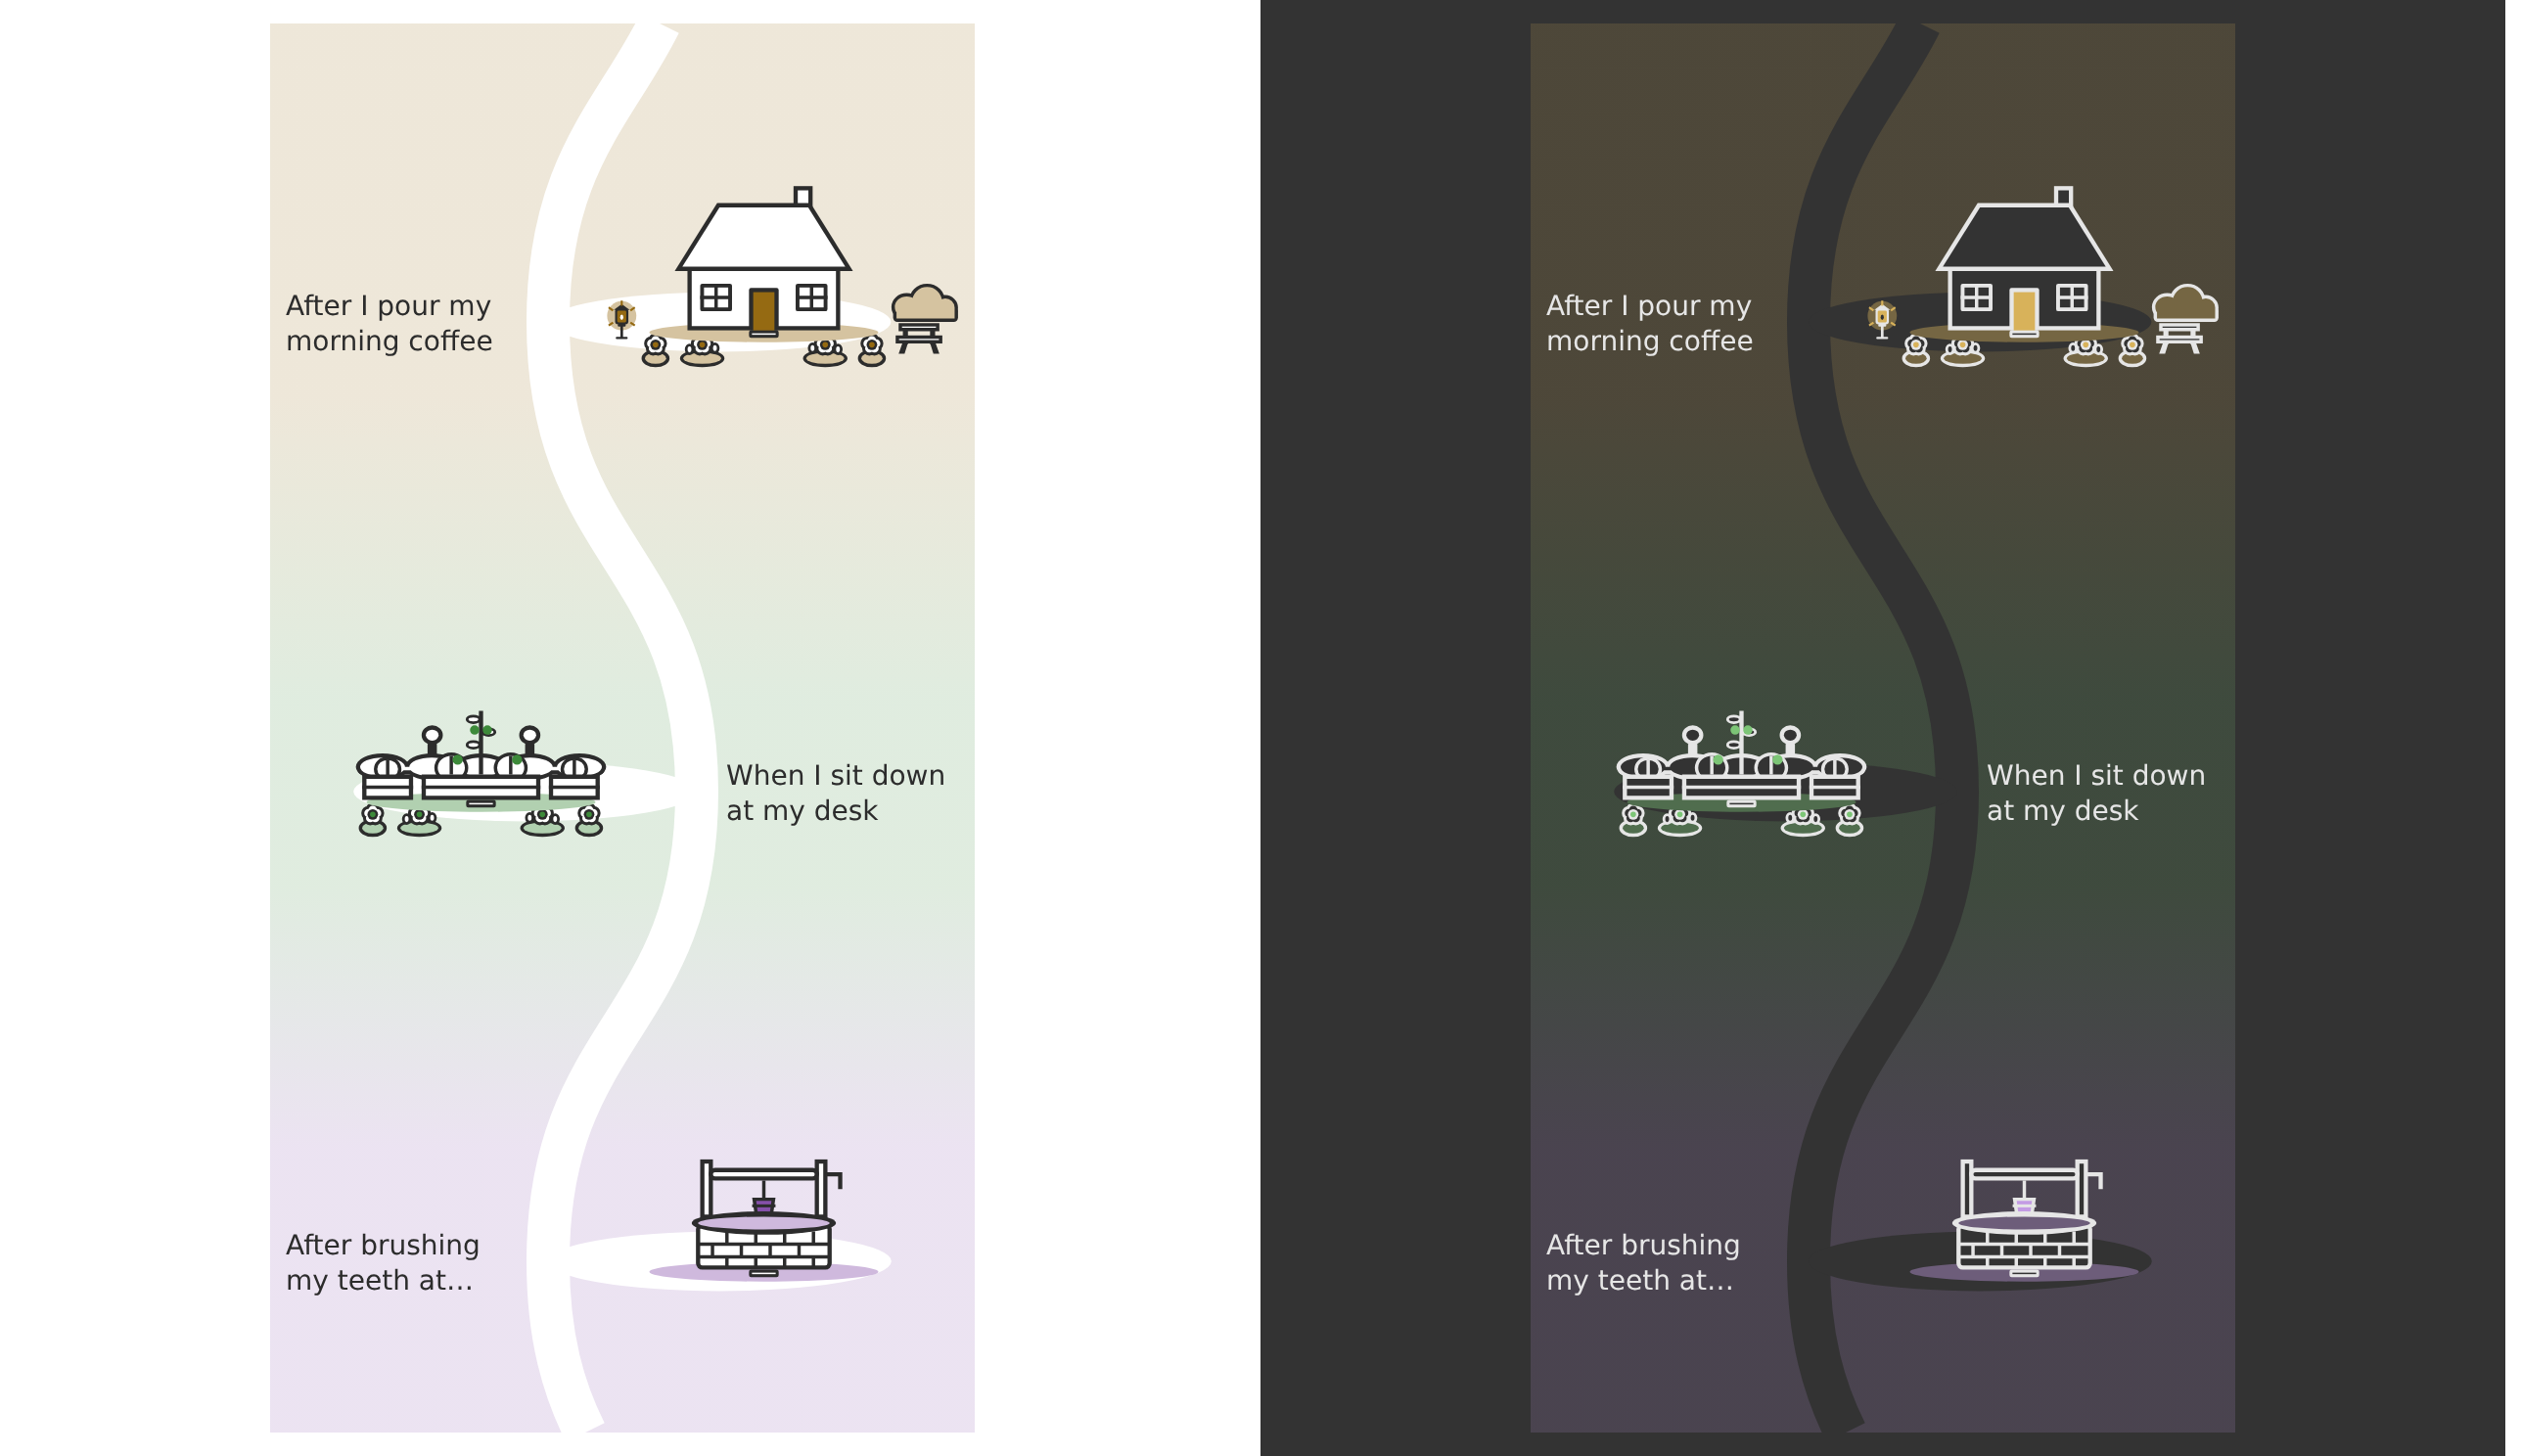 After I pour my
morning coffee
When I sit down
at my desk
After brushing
my teeth at…
After I pour my
morning coffee
When I sit down
at my desk
After brushing
my teeth at…